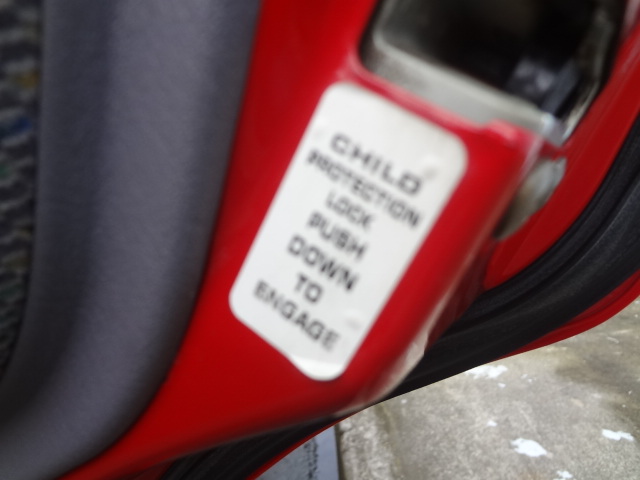 CHILD
PROTECTION
LOCK
PUSH
DOWN
TO
ENGAGE